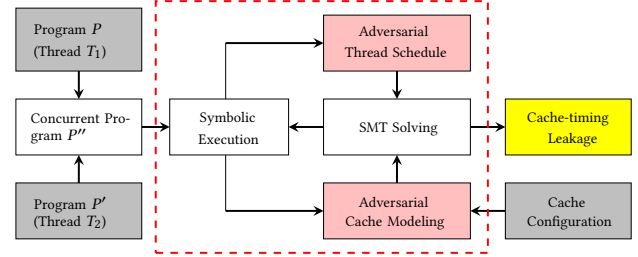 Program P
(Thread T₁)
Adversarial
Thread Schedule
Concurrent Pro-
gram P′′
Symbolic
Execution
SMT Solving
Cache-timing
Leakage
Program P′
(Thread T₂)
Adversarial
Cache Modeling
Cache
Configuration